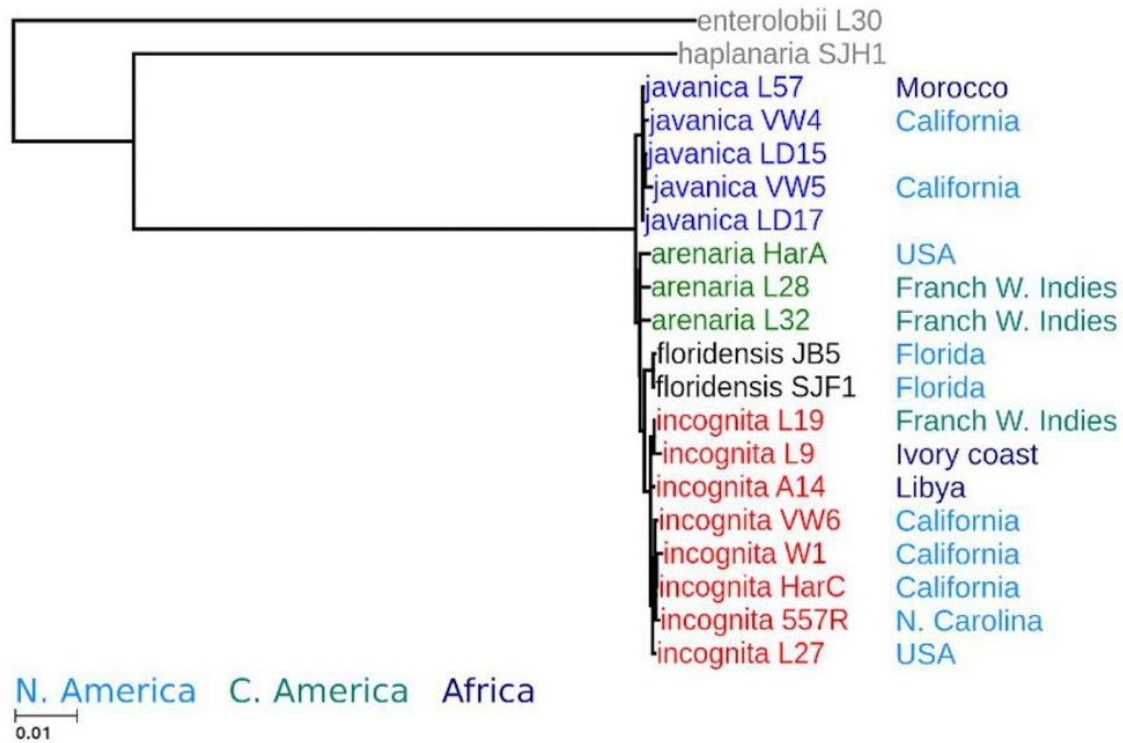 enterolobii L30
haplanaria SJH1
javanica L57 Morocco
javanica VW4 California
javanica LD15
javanica VW5 California
javanica LD17
arenaria HarA USA
arenaria L28 Franch W. Indies
arenaria L32 Franch W. Indies
floridensis JB5 Florida
floridensis SJF1 Florida
incognita L19 Franch W. Indies
incognita L9 Ivory coast
incognita A14 Libya
incognita VW6 California
incognita W1 California
incognita HarC California
incognita 557R N. Carolina
incognita L27 USA
N. America C. America Africa
0.01